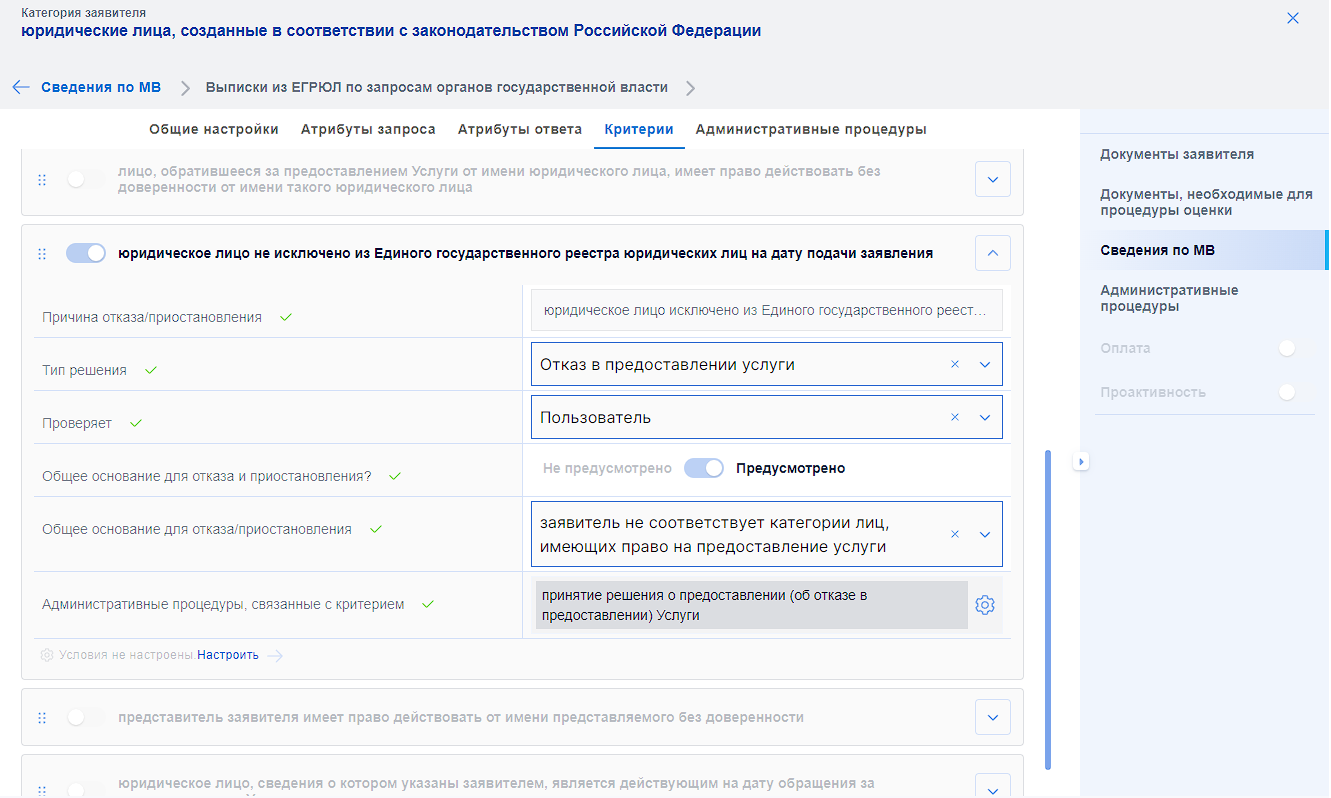 Категория заявителя
юридические лица, созданные в соответствии с законодательством Российской Федерации
Сведения по МВ
Выписки из ЕГРЮЛ по запросам органов государственной власти
Общие настройки
Атрибуты запроса
Атрибуты ответа
Критерии
Административные процедуры
лицо, обратившееся за предоставлением Услуги от имени юридического лица, имеет право действовать без
доверенности от имени такого юридического лица
юридическое лицо не исключено из Единого государственного реестра юридических лиц на дату подачи заявления
Причина отказа/приостановления
юридическое лицо исключено из Единого государственного реест...
Тип решения
Отказ в предоставлении услуги
Проверяет
Пользователь
Общее основание для отказа и приостановления?
Не предусмотрено
Предусмотрено
Общее основание для отказа/приостановления
заявитель не соответствует категории лиц,
имеющих право на предоставление услуги
Административные процедуры, связанные с критерием
принятие решения о предоставлении (об отказе в
предоставлении) Услуги
Условия не настроены. Настроить
представитель заявителя имеет право действовать от имени представляемого без доверенности
юридическое лицо, сведения о котором указаны заявителем, является действующим на дату обращения за
Документы заявителя
Документы, необходимые для
процедуры оценки
Сведения по МВ
Административные
процедуры
Оплата
Проактивность